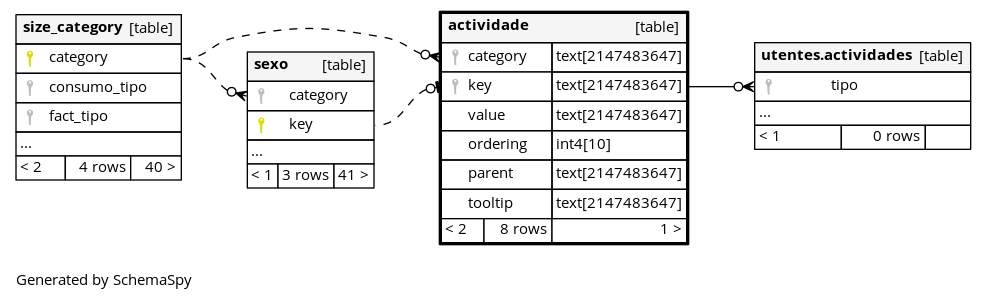 size_category [table]
category
consumo_tipo
fact_tipo
...
< 2 4 rows 40 >
sexo [table]
category
key
...
< 1 3 rows 41 >
actividade [table]
category text[2147483647]
key text[2147483647]
value text[2147483647]
ordering int4[10]
parent text[2147483647]
tooltip text[2147483647]
< 2 8 rows 1 >
utentes.actividades [table]
tipo
...
< 1 0 rows
Generated by SchemaSpy